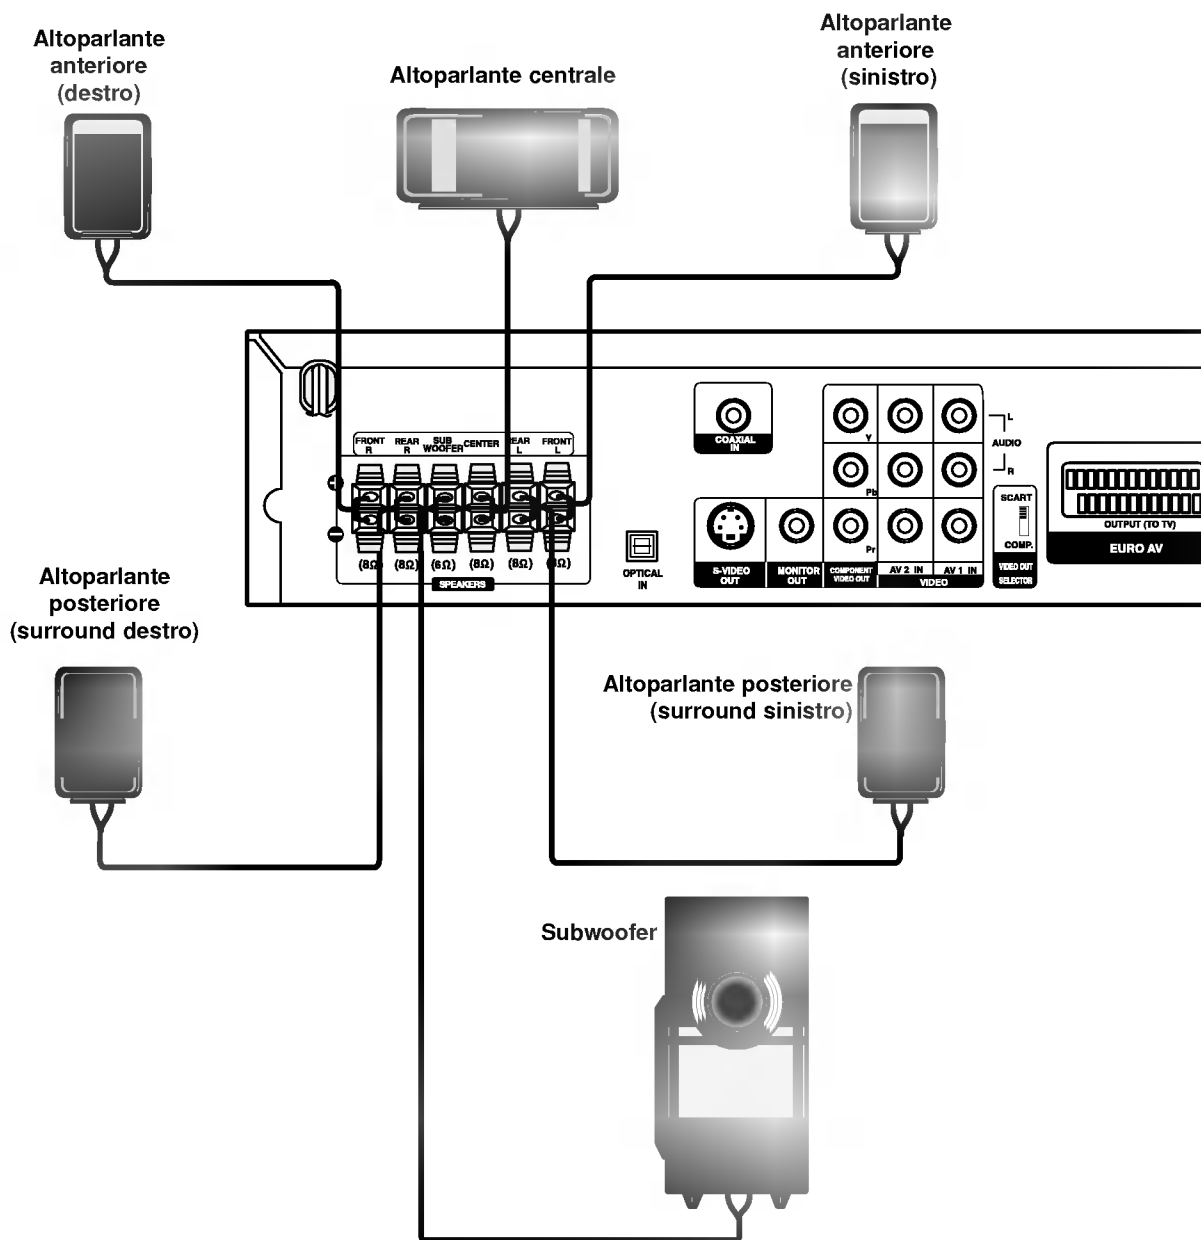 Altoparlante
anteriore
(destro)
Altoparlante centrale
Altoparlante
anteriore
(sinistro)
FRONT
R
REAR
R
SUB
WOOFER
CENTER
REAR
L
FRONT
L
(8Ω)
(8Ω)
(6Ω)
(8Ω)
(8Ω)
(8Ω)
SPEAKERS
OPTICAL
IN
COAXIAL
IN
Y
Pb
Pr
L
AUDIO
R
S-VIDEO
OUT
MONITOR
OUT
COMPONENT
VIDEO OUT
AV 2 IN
AV 1 IN
VIDEO
SCART
COMP.
VIDEO OUT
SELECTOR
OUTPUT (TO TV)
EURO AV
Altoparlante
posteriore
(surround destro)
Altoparlante posteriore
(surround sinistro)
Subwoofer